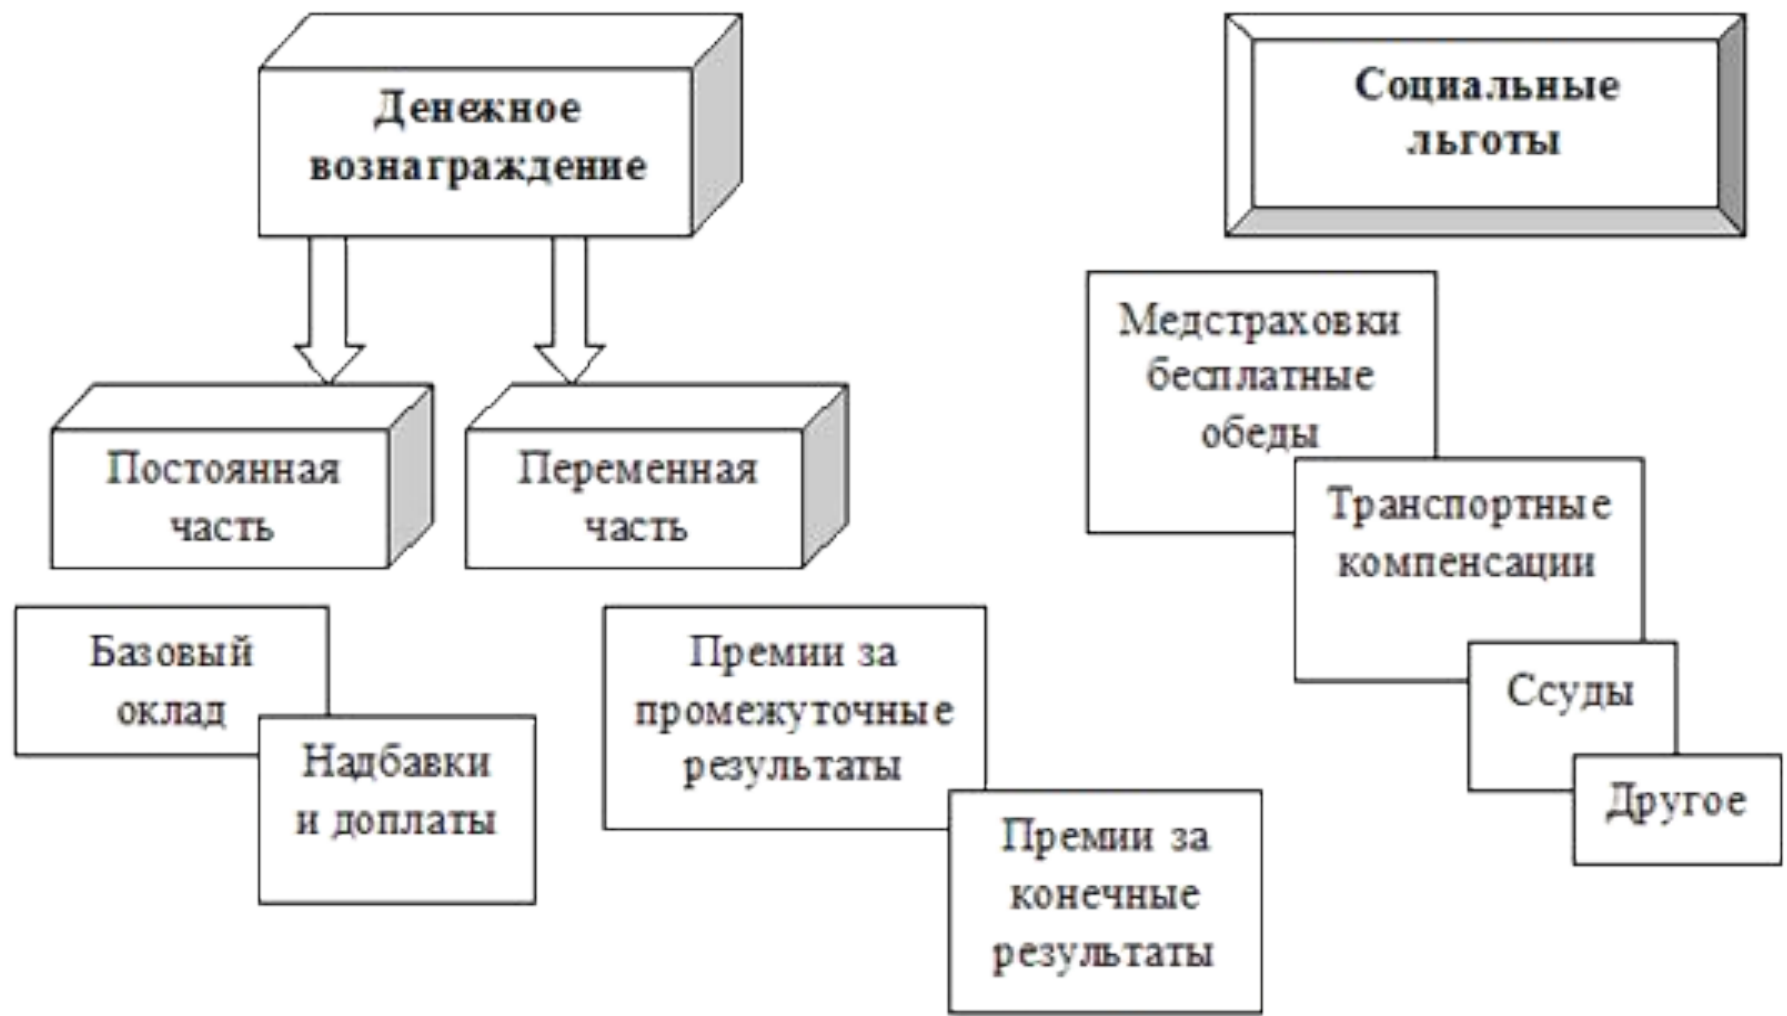 Денежное
вознаграждение
Социальные
льготы
Постоянная
часть
Переменная
часть
Базовый
оклад
Надбавки
и доплаты
Премии за
промежуточные
результаты
Премии за
конечные
результаты
Медстраховки
бесплатные
обеды
Транспортные
компенсации
Ссуды
Другое